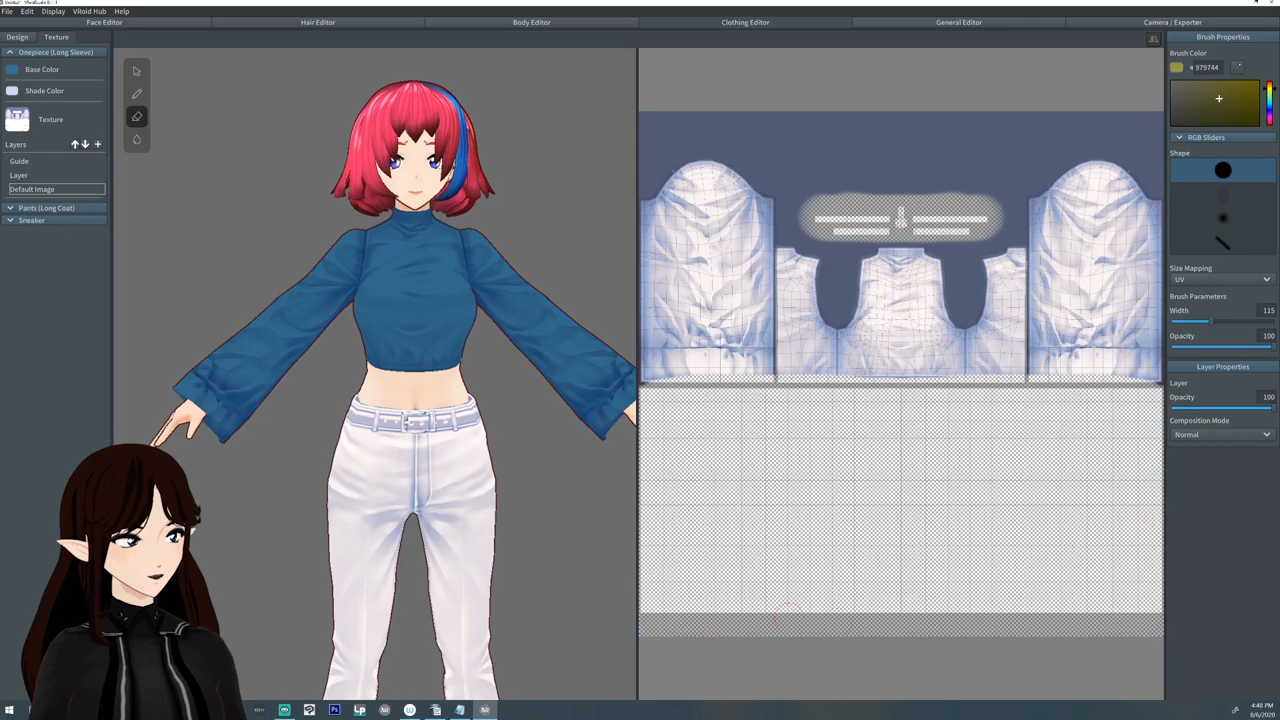 File Edit Display VRoid Hub Help
Face Editor Hair Editor Body Editor Clothing Editor General Editor Camera / Exporter
Design Texture
Onepiece (Long Sleeve)
Base Color
Shade Color
Texture
Layers
Guide
Layer
Default Image
Pants (Long Coat)
Sneaker
Brush Properties
Brush Color
979744
RGB Sliders
Shape
Size Mapping
UV
Brush Parameters
Width 115
Opacity 100
Layer Properties
Layer
Opacity 100
Composition Mode
Normal
Ps
4:48 PM
8/6/2020